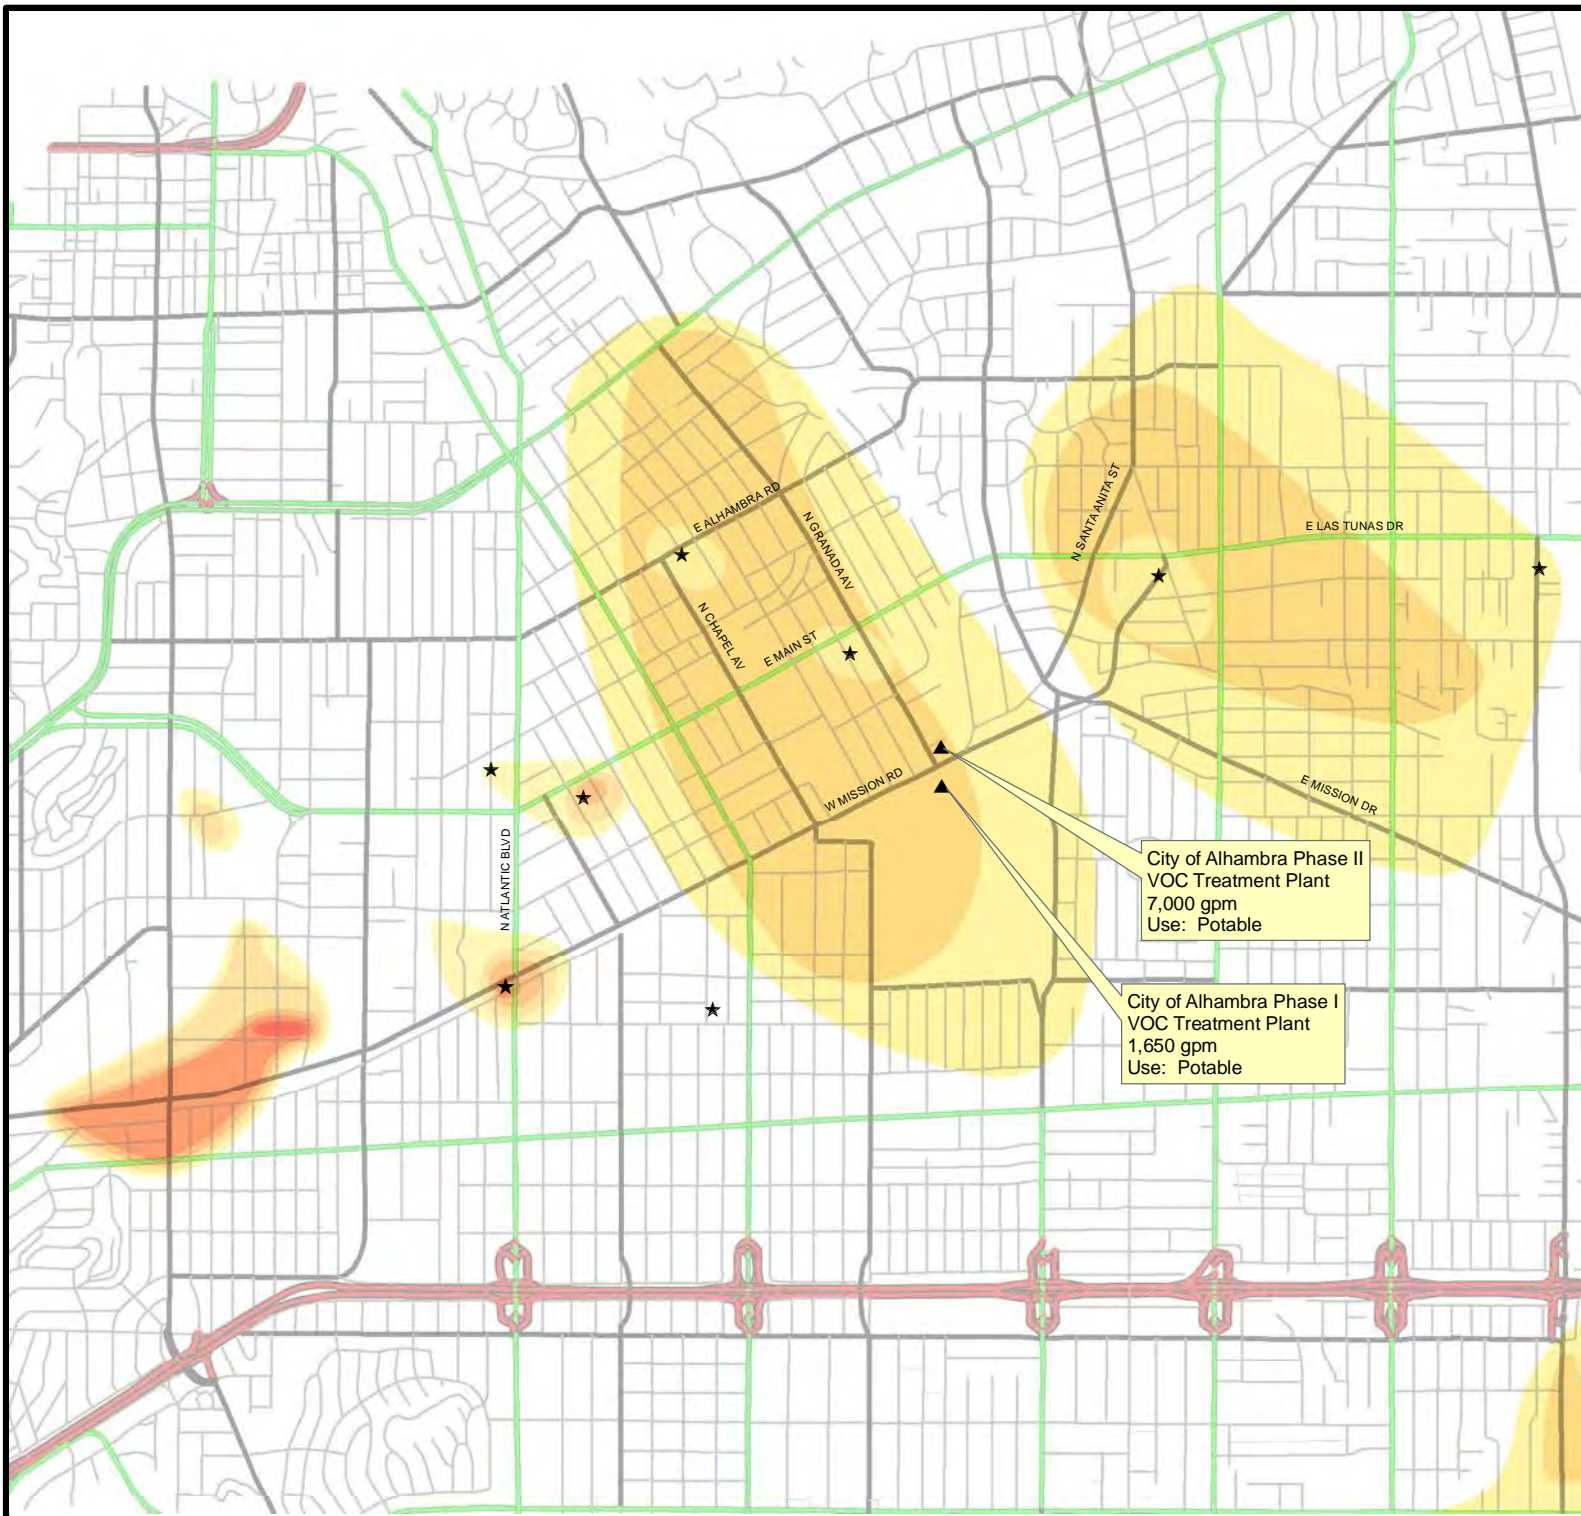 E ALHAMBRA RD
N GRANADA AV
N SANTA ANITA ST
E LAS TUNAS DR
N CHAPEL AV
E MAIN ST
W MISSION RD
E MISSION DR
N ATLANTIC BLVD
City of Alhambra Phase II
VOC Treatment Plant
7,000 gpm
Use: Potable
City of Alhambra Phase I
VOC Treatment Plant
1,650 gpm
Use: Potable